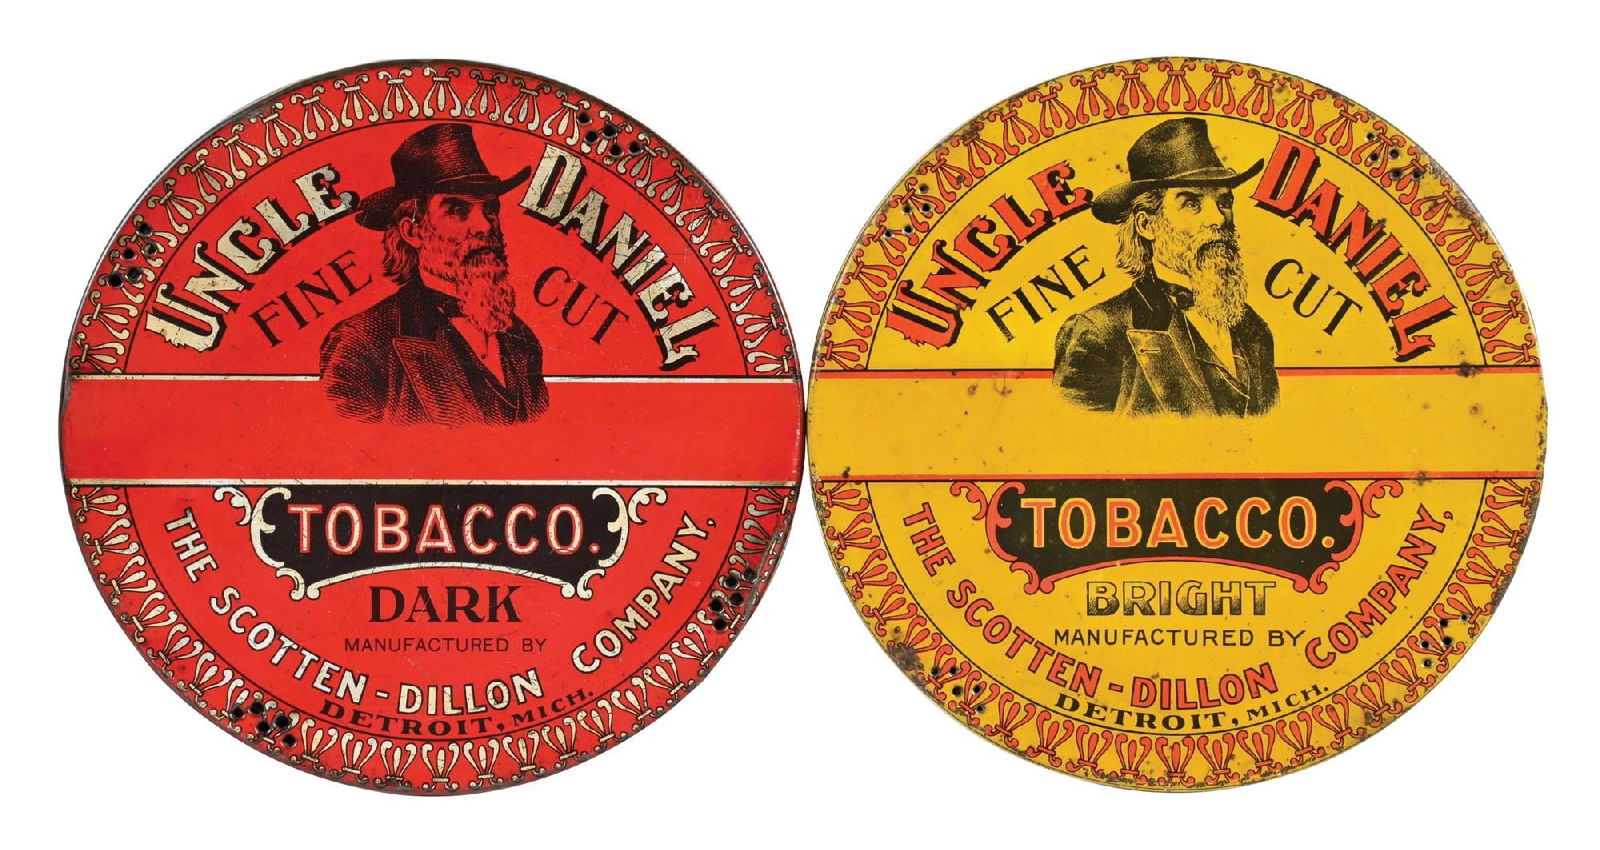 UNCLE DANIEL
FINE CUT
TOBACCO.
DARK
MANUFACTURED BY
THE SCOTTEN-DILLON COMPANY,
DETROIT, MICH.
UNCLE DANIEL
FINE CUT
TOBACCO.
BRIGHT
MANUFACTURED BY
THE SCOTTEN-DILLON COMPANY,
DETROIT, MICH.